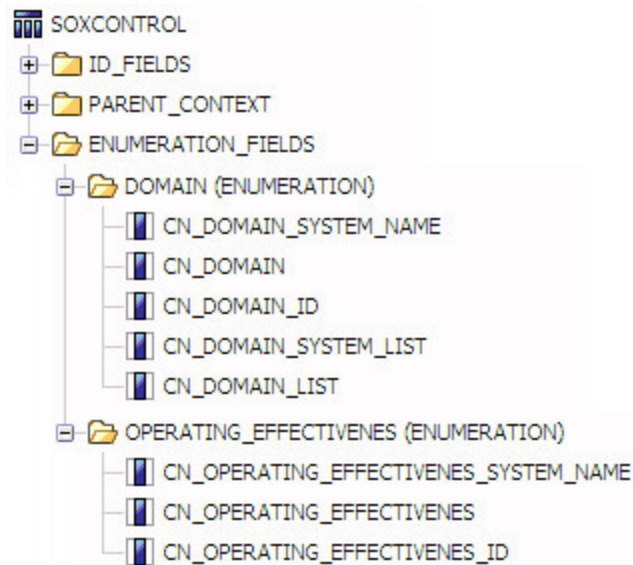 SOXCONTROL
ID_FIELDS
PARENT_CONTEXT
ENUMERATION_FIELDS
DOMAIN (ENUMERATION)
CN_DOMAIN_SYSTEM_NAME
CN_DOMAIN
CN_DOMAIN_ID
CN_DOMAIN_SYSTEM_LIST
CN_DOMAIN_LIST
OPERATING_EFFECTIVENES (ENUMERATION)
CN_OPERATING_EFFECTIVENES_SYSTEM_NAME
CN_OPERATING_EFFECTIVENES
CN_OPERATING_EFFECTIVENES_ID